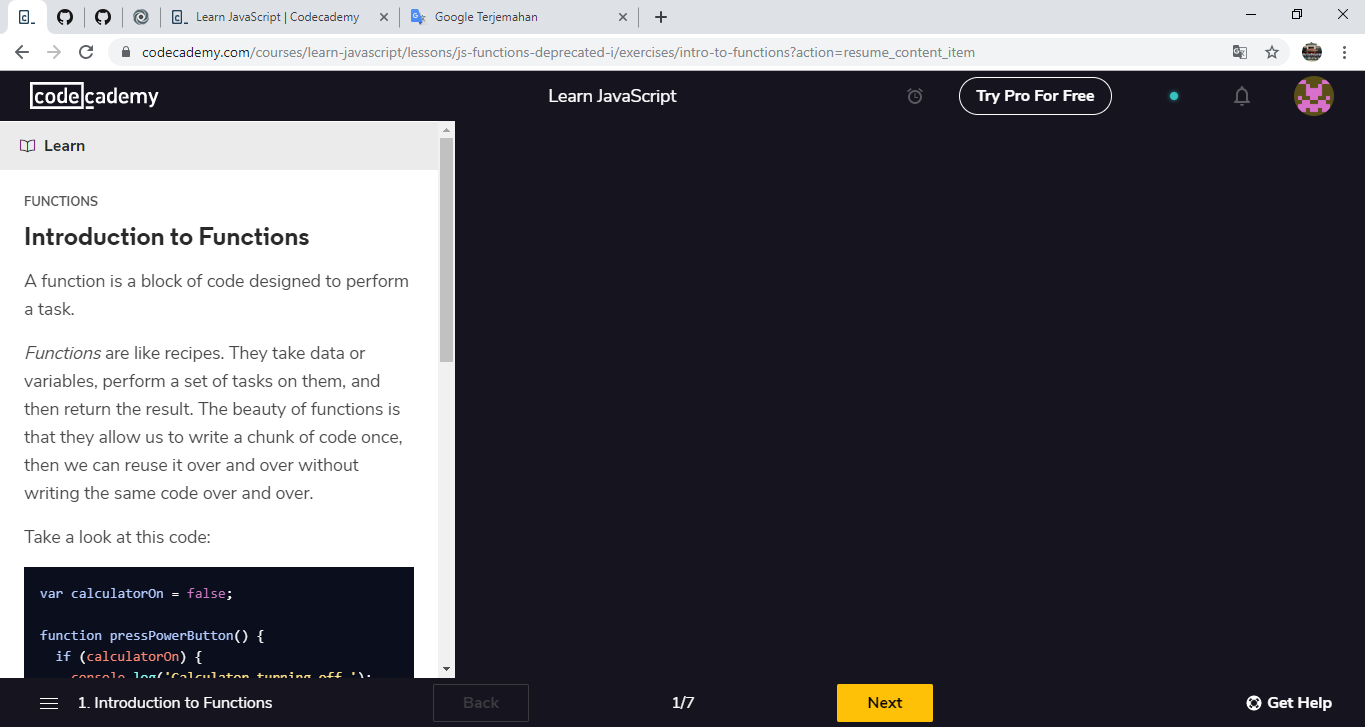 Learn JavaScript | Codecademy
Google Terjemahan
codecademy.com/courses/learn-javascript/lessons/js-functions-deprecated-i/exercises/intro-to-functions?action=resume_content_item
codecademy
Learn JavaScript
Try Pro For Free
Learn
FUNCTIONS
Introduction to Functions
A function is a block of code designed to perform
a task.
Functions are like recipes. They take data or
variables, perform a set of tasks on them, and
then return the result. The beauty of functions is
that they allow us to write a chunk of code once,
then we can reuse it over and over without
writing the same code over and over.
Take a look at this code:
var calculatorOn = false;
function pressPowerButton() {
if (calculatorOn) {
console.log('Calculator turning off.');
1. Introduction to Functions
Back
1/7
Next
Get Help